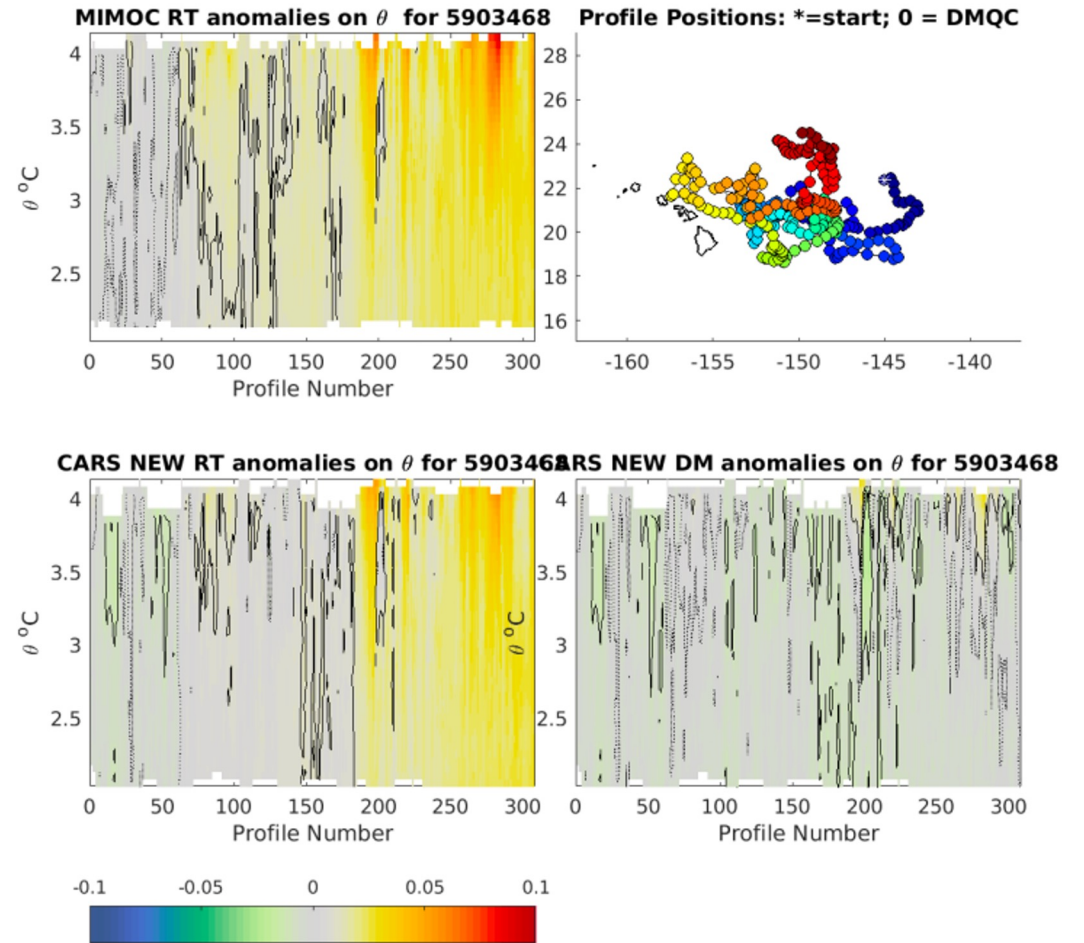 MIMOC RT anomalies on θ for 5903468
4
3.5
3
2.5
θ °C
0 50 100 150 200 250 300
Profile Number
Profile Positions: *=start; 0 = DMQC
28
26
24
22
20
18
16
-160 -155 -150 -145 -140
CARS NEW RT anomalies on θ for 5903468
4
3.5
3
2.5
θ °C
0 50 100 150 200 250 300
Profile Number
ARS NEW DM anomalies on θ for 5903468
4
3.5
3
2.5
θ °C
0 50 100 150 200 250 300
Profile Number
-0.1 -0.05 0 0.05 0.1